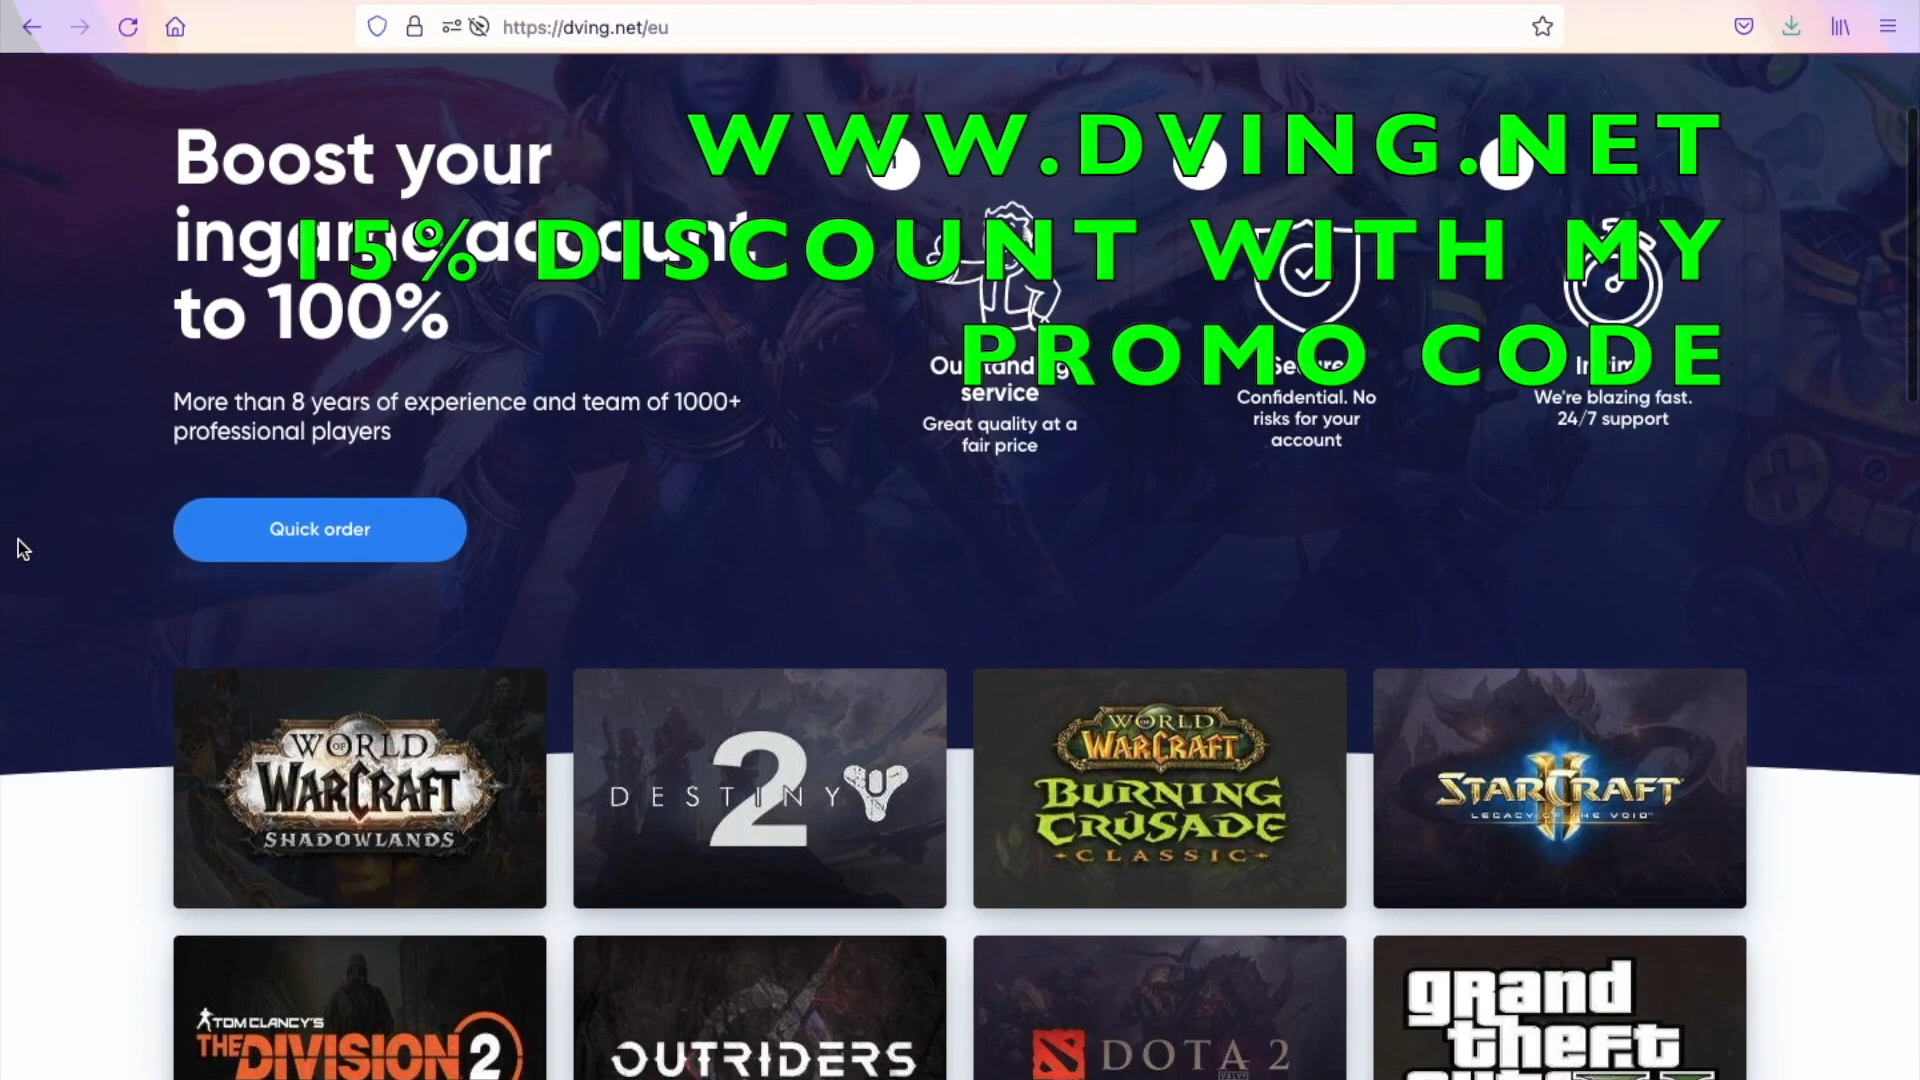 https://dving.net/eu
WWW.DVING.NET
15% DISCOUNT WITH MY
PROMO CODE
Boost your
ingame account
to 100%
More than 8 years of experience and team of 1000+
professional players
Quick order
Outstanding
service
Great quality at a
fair price
Secure
Confidential. No
risks for your
account
We're blazing fast.
24/7 support
WORLD OF
WARCRAFT
SHADOWLANDS
DESTINY 2
WORLD OF
WARCRAFT
BURNING
CRUSADE
CLASSIC
STARCRAFT II
LEGACY OF THE VOID
TOM CLANCY'S
THE DIVISION 2
OUTRIDERS
DOTA 2
VALVE
grand
theft